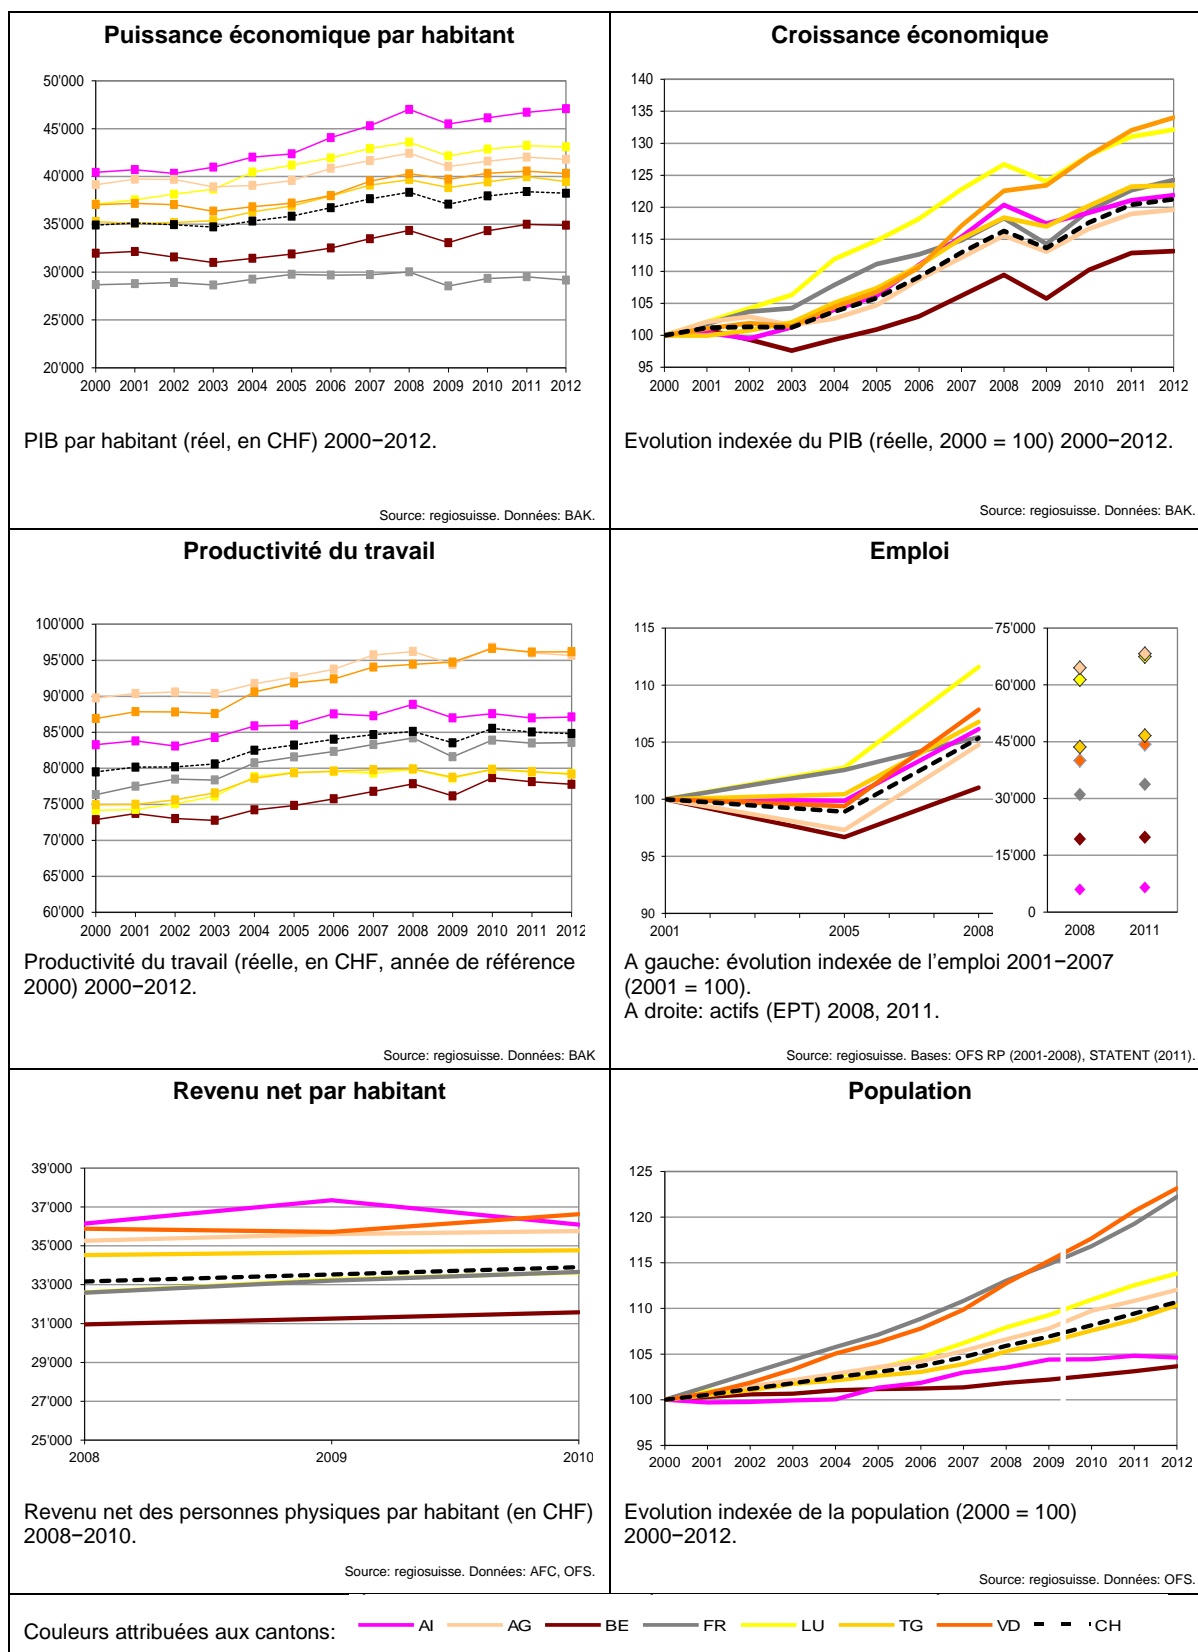 Puissance économique par habitant
50'000
45'000
40'000
35'000
30'000
25'000
20'000
2000 2001 2002 2003 2004 2005 2006 2007 2008 2009 2010 2011 2012
PIB par habitant (réel, en CHF) 2000−2012.
Source: regiosuisse. Données: BAK.
Croissance économique
140
135
130
125
120
115
110
105
100
95
2000 2001 2002 2003 2004 2005 2006 2007 2008 2009 2010 2011 2012
Evolution indexée du PIB (réelle, 2000 = 100) 2000−2012.
Source: regiosuisse. Données: BAK.
Productivité du travail
100'000
95'000
90'000
85'000
80'000
75'000
70'000
65'000
60'000
2000 2001 2002 2003 2004 2005 2006 2007 2008 2009 2010 2011 2012
Productivité du travail (réelle, en CHF, année de référence
2000) 2000−2012.
Source: regiosuisse. Données: BAK
Emploi
115
110
105
100
95
90
2001 2005 2008
75'000
60'000
45'000
30'000
15'000
0
2008 2011
A gauche: évolution indexée de l'emploi 2001−2007
(2001 = 100).
A droite: actifs (EPT) 2008, 2011.
Source: regiosuisse. Bases: OFS RP (2001-2008), STATENT (2011).
Revenu net par habitant
39'000
37'000
35'000
33'000
31'000
29'000
27'000
25'000
2008 2009 2010
Revenu net des personnes physiques par habitant (en CHF)
2008−2010.
Source: regiosuisse. Données: AFC, OFS.
Population
125
120
115
110
105
100
95
2000 2001 2002 2003 2004 2005 2006 2007 2008 2009 2010 2011 2012
Evolution indexée de la population (2000 = 100)
2000−2012.
Source: regiosuisse. Données: OFS.
Couleurs attribuées aux cantons: AI AG BE FR LU TG VD CH